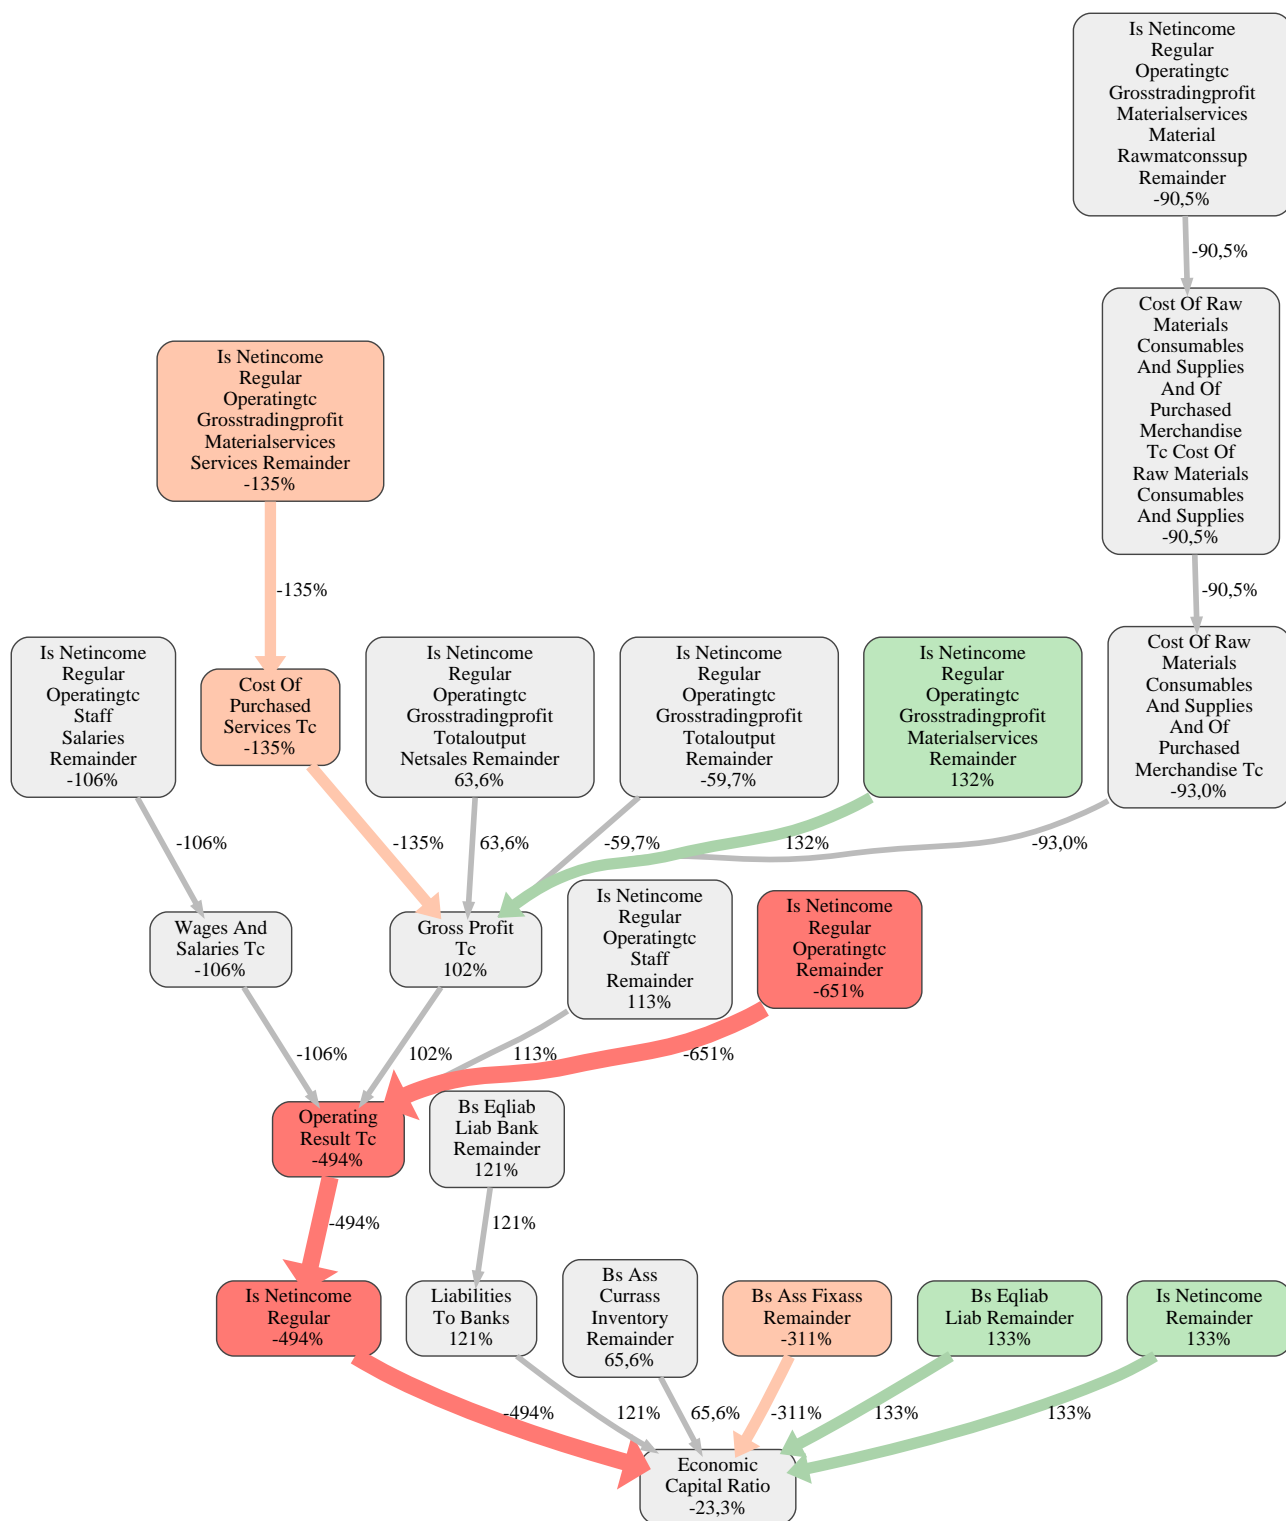 Is Netincome
Regular
Operatingtc
Grosstradingprofit
Materialservices
Material
Rawmatconssup
Remainder
-90,5%
-90,5%
Cost Of Raw
Materials
Consumables
And Supplies
And Of
Purchased
Merchandise
Tc Cost Of
Raw Materials
Consumables
And Supplies
-90,5%
Is Netincome
Regular
Operatingtc
Grosstradingprofit
Materialservices
Services Remainder
-135%
-135%
-90,5%
Is Netincome
Regular
Operatingtc
Staff
Salaries
Remainder
-106%
Cost Of
Purchased
Services Tc
-135%
Is Netincome
Regular
Operatingtc
Grosstradingprofit
Totaloutput
Netsales Remainder
63,6%
Is Netincome
Regular
Operatingtc
Grosstradingprofit
Totaloutput
Remainder
-59,7%
Is Netincome
Regular
Operatingtc
Grosstradingprofit
Materialservices
Remainder
132%
Cost Of Raw
Materials
Consumables
And Supplies
And Of
Purchased
Merchandise Tc
-93,0%
-106%
-135%
63,6%
-59,7%
132%
-93,0%
Wages And
Salaries Tc
-106%
Gross Profit
Tc
102%
Is Netincome
Regular
Operatingtc
Staff
Remainder
113%
Is Netincome
Regular
Operatingtc
Remainder
-651%
-106%
102%
113%
-651%
Operating
Result Tc
-494%
Bs Eqliab
Liab Bank
Remainder
121%
-494%
121%
Is Netincome
Regular
-494%
Liabilities
To Banks
121%
Bs Ass
Currass
Inventory
Remainder
65,6%
Bs Ass Fixass
Remainder
-311%
Bs Eqliab
Liab Remainder
133%
Is Netincome
Remainder
133%
-494%
121%
65,6%
-311%
133%
133%
Economic
Capital Ratio
-23,3%